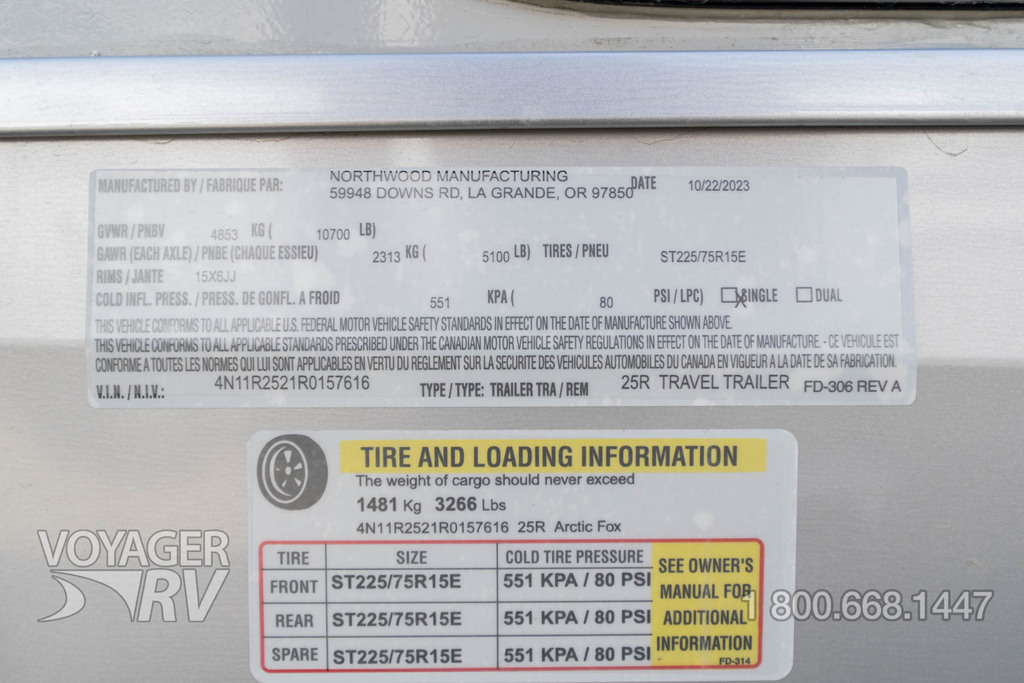 MANUFACTURED BY / FABRIQUE PAR: NORTHWOOD MANUFACTURING
59948 DOWNS RD, LA GRANDE, OR 97850 DATE 10/22/2023
GVWR / PNBV 4853 KG ( 10700 LB)
GAWR (EACH AXLE) / PNBE (CHAQUE ESSIEU) 2313 KG ( 5100 LB) TIRES / PNEU ST225/75R15E
RIMS / JANTE 15X6JJ
COLD INFL. PRESS. / PRESS. DE GONFL. A FROID 551 KPA ( 80 PSI / LPC) SINGLE DUAL
THIS VEHICLE CONFORMS TO ALL APPLICABLE U.S. FEDERAL MOTOR VEHICLE SAFETY STANDARDS IN EFFECT ON THE DATE OF MANUFACTURE SHOWN ABOVE.
THIS VEHICLE CONFORMS TO ALL APPLICABLE STANDARDS PRESCRIBED UNDER THE CANADIAN MOTOR VEHICLE SAFETY REGULATIONS IN EFFECT ON THE DATE OF MANUFACTURE. - CE VEHICULE EST
CONFORME A TOUTES LES NORMES QUI LUI SONT APPLICABLES EN VERTU DU REGLEMENT SUR LA SECURITE DES VEHICULES AUTOMOBILES DU CANADA EN VIGUEUR A LA DATE DE SA FABRICATION.
V.I.N. / N.I.V.: 4N11R2521R0157616 TYPE / TYPE: TRAILER TRA / REM 25R TRAVEL TRAILER FD-306 REV A
TIRE AND LOADING INFORMATION
The weight of cargo should never exceed
1481 Kg 3266 Lbs
4N11R2521R0157616 25R Arctic Fox
TIRE SIZE COLD TIRE PRESSURE
FRONT ST225/75R15E 551 KPA / 80 PSI
REAR ST225/75R15E 551 KPA / 80 PSI
SPARE ST225/75R15E 551 KPA / 80 PSI
SEE OWNER'S
MANUAL FOR
ADDITIONAL
INFORMATION
FD-314
VOYAGER
RV
1 800.668.1447